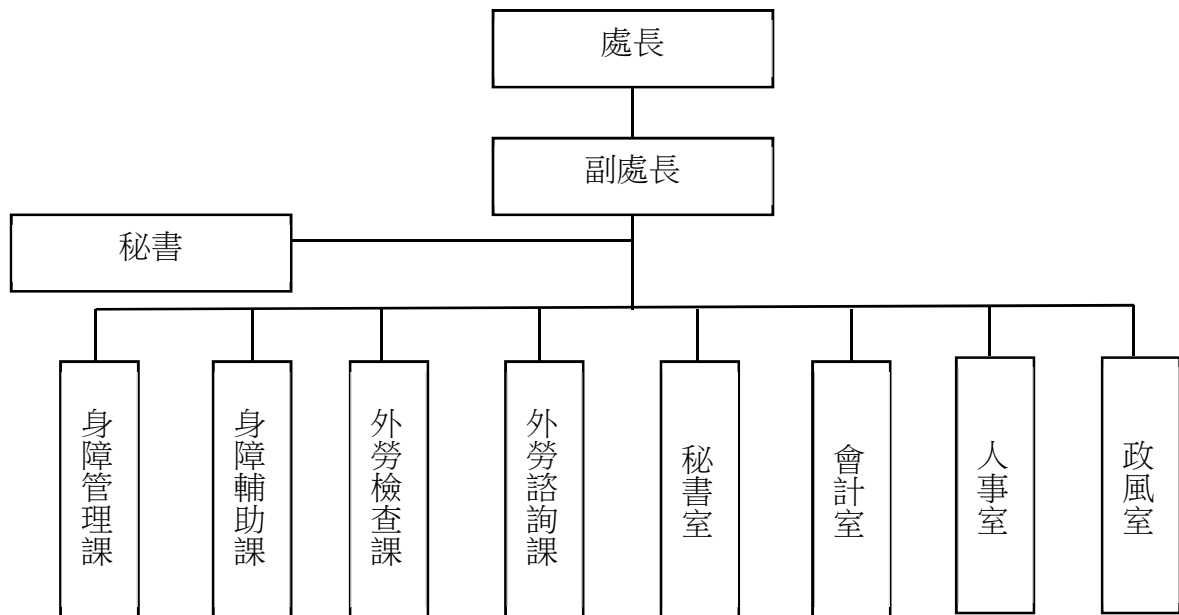 處長
副處長
秘書
身障管理課
身障輔助課
外勞檢查課
外勞諮詢課
秘書室
會計室
人事室
政風室